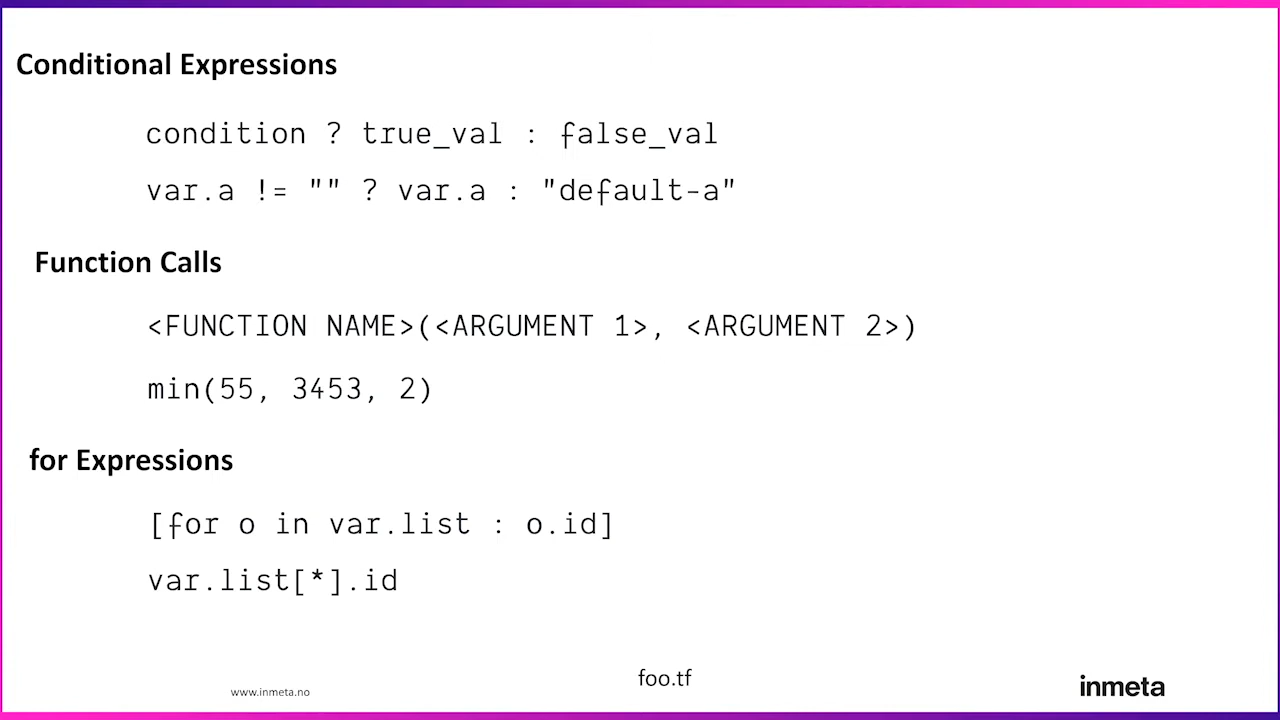 Conditional Expressions
condition ? true_val : false_val
var.a != "" ? var.a : "default-a"
Function Calls
<FUNCTION NAME>(<ARGUMENT 1>, <ARGUMENT 2>)
min(55, 3453, 2)
for Expressions
[for o in var.list : o.id]
var.list[*].id
foo.tf
www.inmeta.no
inmeta